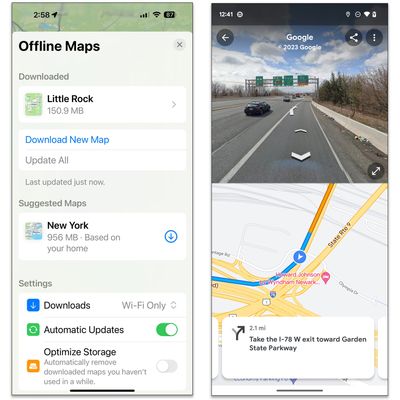 2:58
67
Offline Maps
Downloaded
Little Rock
150.9 MB
Download New Map
Update All
Last updated just now.
Suggested Maps
New York
956 MB · Based on
your home
Settings
Downloads
Wi-Fi Only
Automatic Updates
Optimize Storage
Automatically remove
downloaded maps you haven't
used in a while.
12:41
Google
© 2023 Google
State Rte 9
Howard Johnson
by Wyndham Newark...
Olympia Dr
2.1 mi
Take the I-78 W exit toward Garden
State Parkway